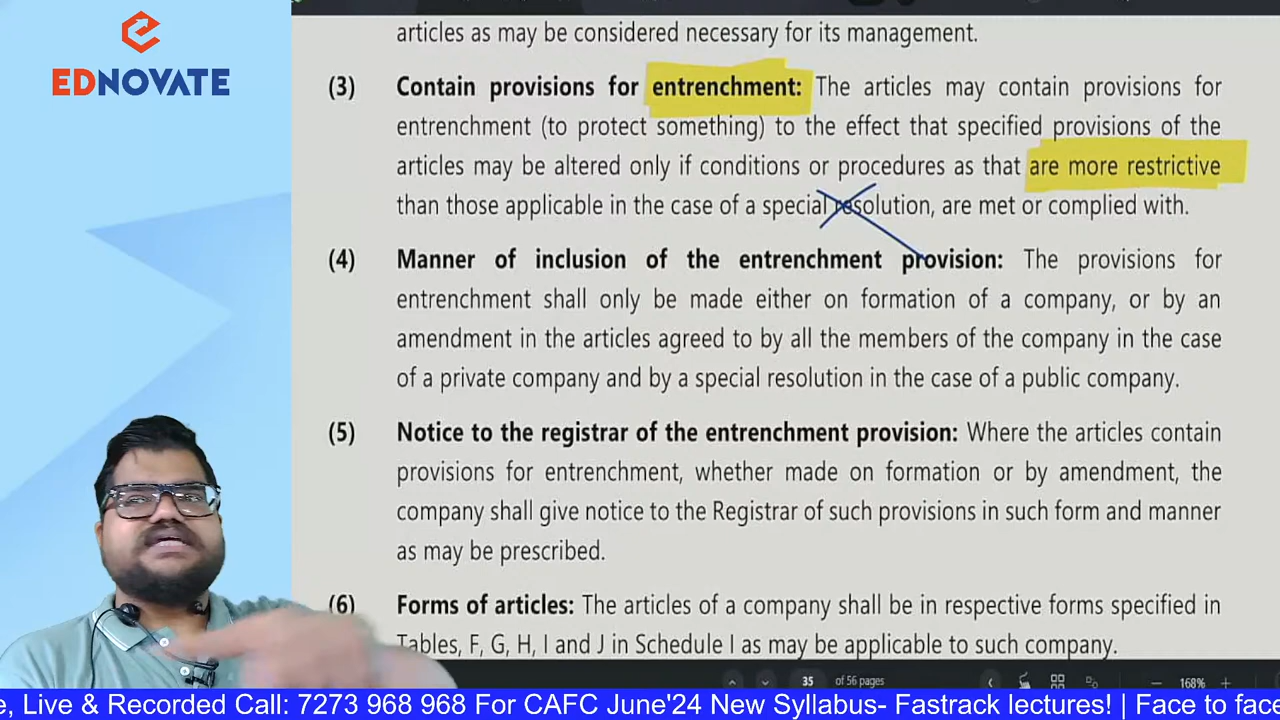 EDNOVATE
articles as may be considered necessary for its management.
(3) Contain provisions for entrenchment: The articles may contain provisions for
entrenchment (to protect something) to the effect that specified provisions of the
articles may be altered only if conditions or procedures as that are more restrictive
than those applicable in the case of a special resolution, are met or complied with.
(4) Manner of inclusion of the entrenchment provision: The provisions for
entrenchment shall only be made either on formation of a company, or by an
amendment in the articles agreed to by all the members of the company in the case
of a private company and by a special resolution in the case of a public company.
(5) Notice to the registrar of the entrenchment provision: Where the articles contain
provisions for entrenchment, whether made on formation or by amendment, the
company shall give notice to the Registrar of such provisions in such form and manner
as may be prescribed.
(6) Forms of articles: The articles of a company shall be in respective forms specified in
Tables, F, G, H, I and J in Schedule I as may be applicable to such company.
35 of 56 pages 168%
e, Live & Recorded Call: 7273 968 968 For CAFC June'24 New Syllabus- Fastrack lectures! | Face to face